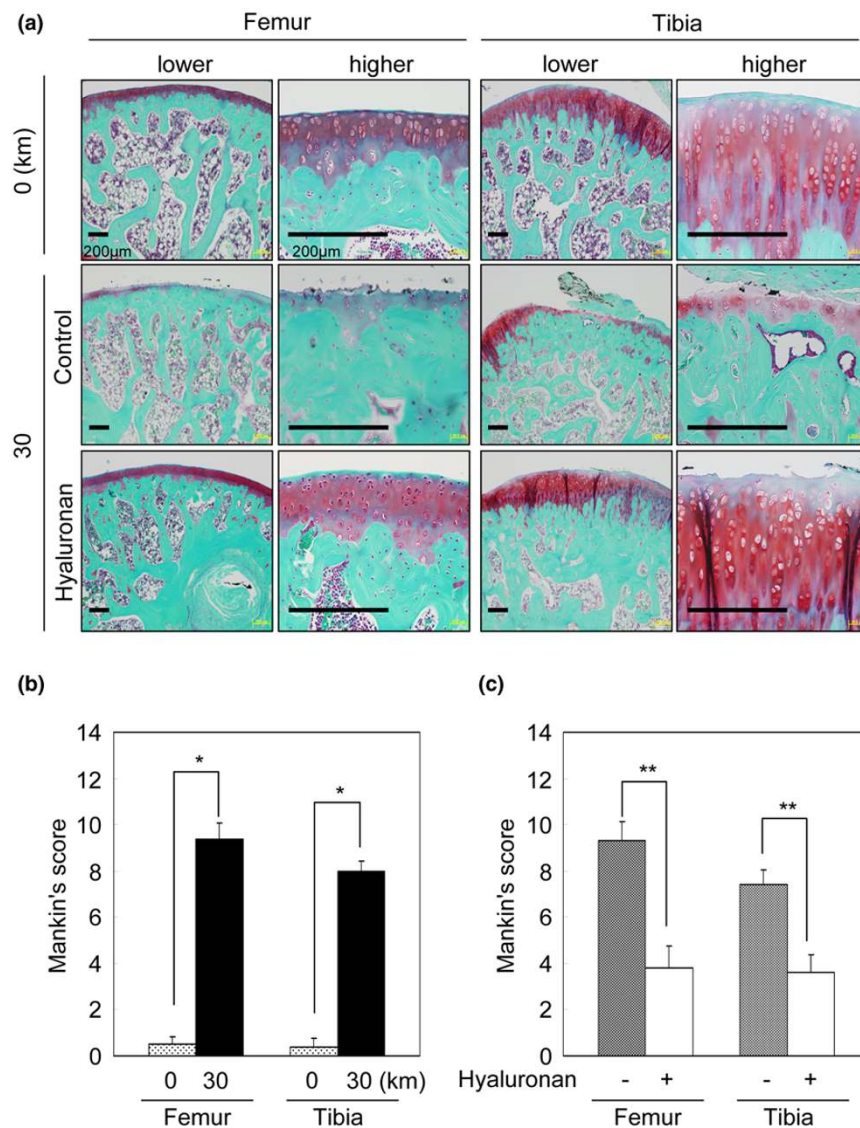 (a)
Femur
Tibia
lower
higher
lower
higher
0 (km)
200µm
200µm
30
Control
Hyaluronan
(b)
Mankin's score
14
12
10
8
6
4
2
0
*
*
0
30
0
30 (km)
Femur
Tibia
(c)
Mankin's score
14
12
10
8
6
4
2
0
**
**
Hyaluronan
-
+
-
+
Femur
Tibia